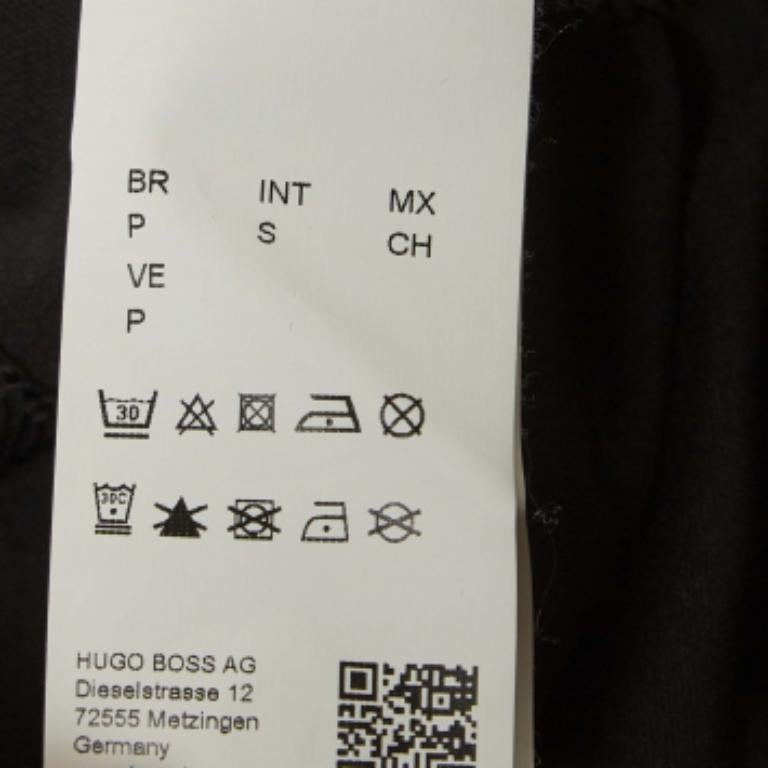 BR INT MX
P S CH
VE
P
30
30C
HUGO BOSS AG
Dieselstrasse 12
72555 Metzingen
Germany